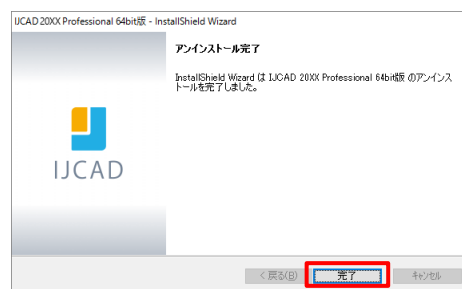 IJCAD 20XX Professional 64bit版 - InstallShield Wizard
アンインストール完了
InstallShield Wizard は IJCAD 20XX Professional 64bit版 のアンインス
トールを完了しました。
IJCAD
< 戻る(B)
完了
キャンセル